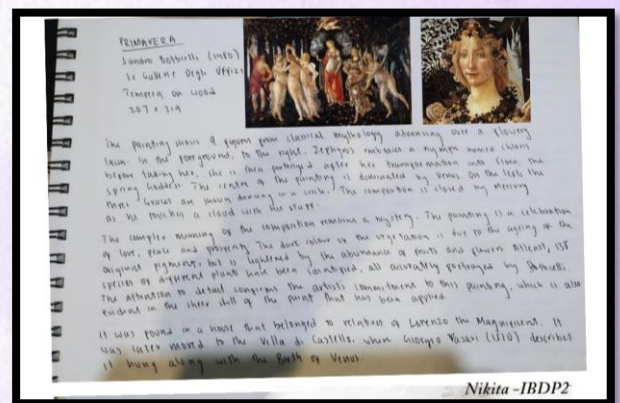 PRIMAVERA
Sandro Botticelli (1480)
le Gallerie Degli Uffizi
Tempera on wood
207 x 319
The painting shows 9 figures from classical mythology advancing over a flowery
lawn. In the foreground, to the right, Zephyrus embraces a nymph named Chloris
before taking her; she is then portrayed after her transformation into Flora, the
spring Goddess. The centre of the painting is dominated by Venus. On the left the
three Graces are shown dancing in a circle. The composition is closed by Mercury
as he touches a cloud with his staff.
The complex meaning of the composition remains a mystery. The painting is a celebration
of love, peace and prosperity. The dark colour of the vegetation is due to the ageing of the
original pigment, but is lightened by the abundance of fruits and flowers. Atleast, 138
species of different plants have been identified, all accurately portrayed by Botticelli.
The attention to detail confirms the artist's commitment to this painting, which is also
evident in the sheer skill of the paint that has been applied.
It was found in a house that belonged to relatives of Lorenzo the Magnificent. It
was later moved to the Villa di Castello, where Giorgio Vasari (1550) describes
it hung along with the Birth of Venus.
Nikita -IBDP2